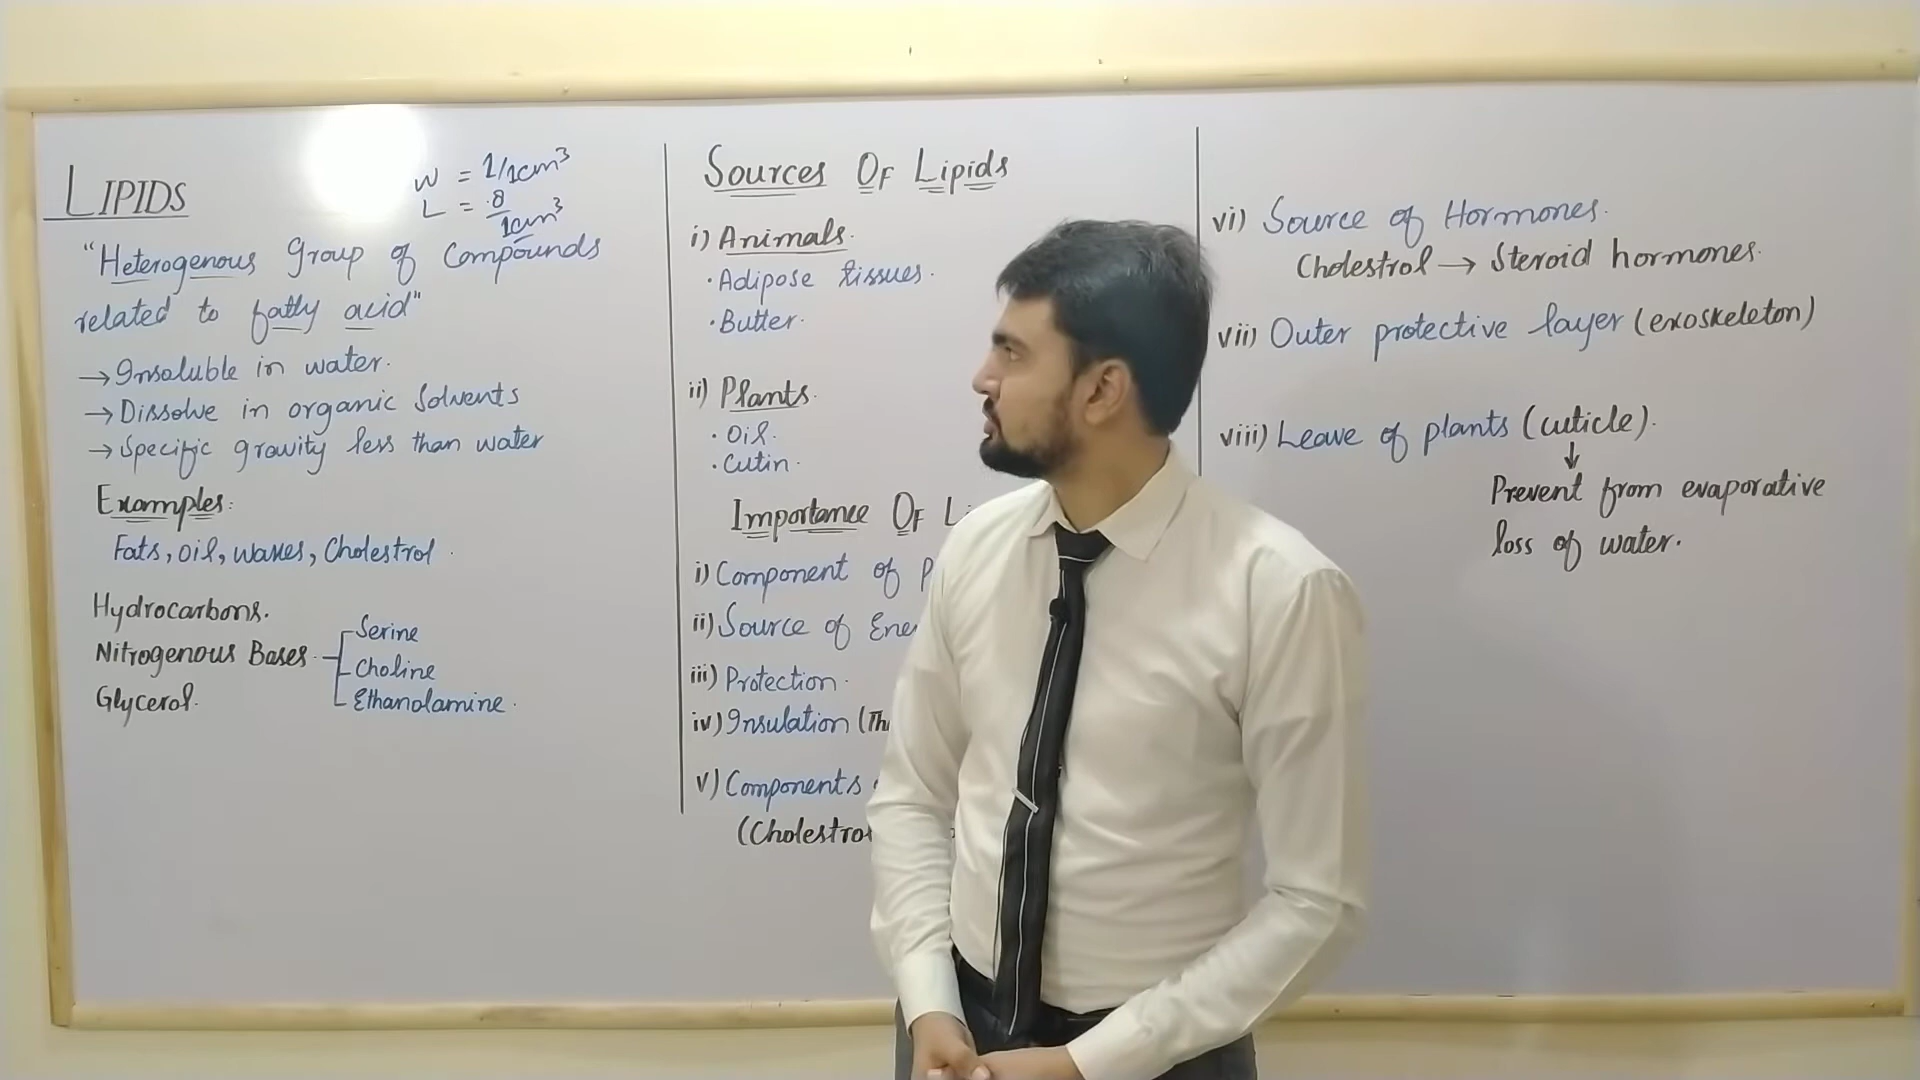 LIPIDS
W = 1/1cm³
L = .8/1cm³
"Heterogenous Group of Compounds
related to fatty acid"
→ Insoluble in water.
→ Dissolve in organic Solvents
→ Specific gravity less than water
Examples:
Fats, oil, waxes, Cholestrol.
Hydrocarbons.
Nitrogenous Bases
Serine
Choline
Ethanolamine.
Glycerol.
Sources OF Lipids
i) Animals.
· Adipose tissues.
· Butter.
ii) Plants.
· Oil.
· Cutin.
Importance OF
i) Component of
ii) Source of
iii) Protection.
iv) Insulation
v) Components
vi) Source of Hormones.
Cholestrol → Steroid hormones.
vii) Outer protective layer (exoskeleton)
viii) Leave of plants (cuticle).
↓
Prevent from evaporative
loss of water.